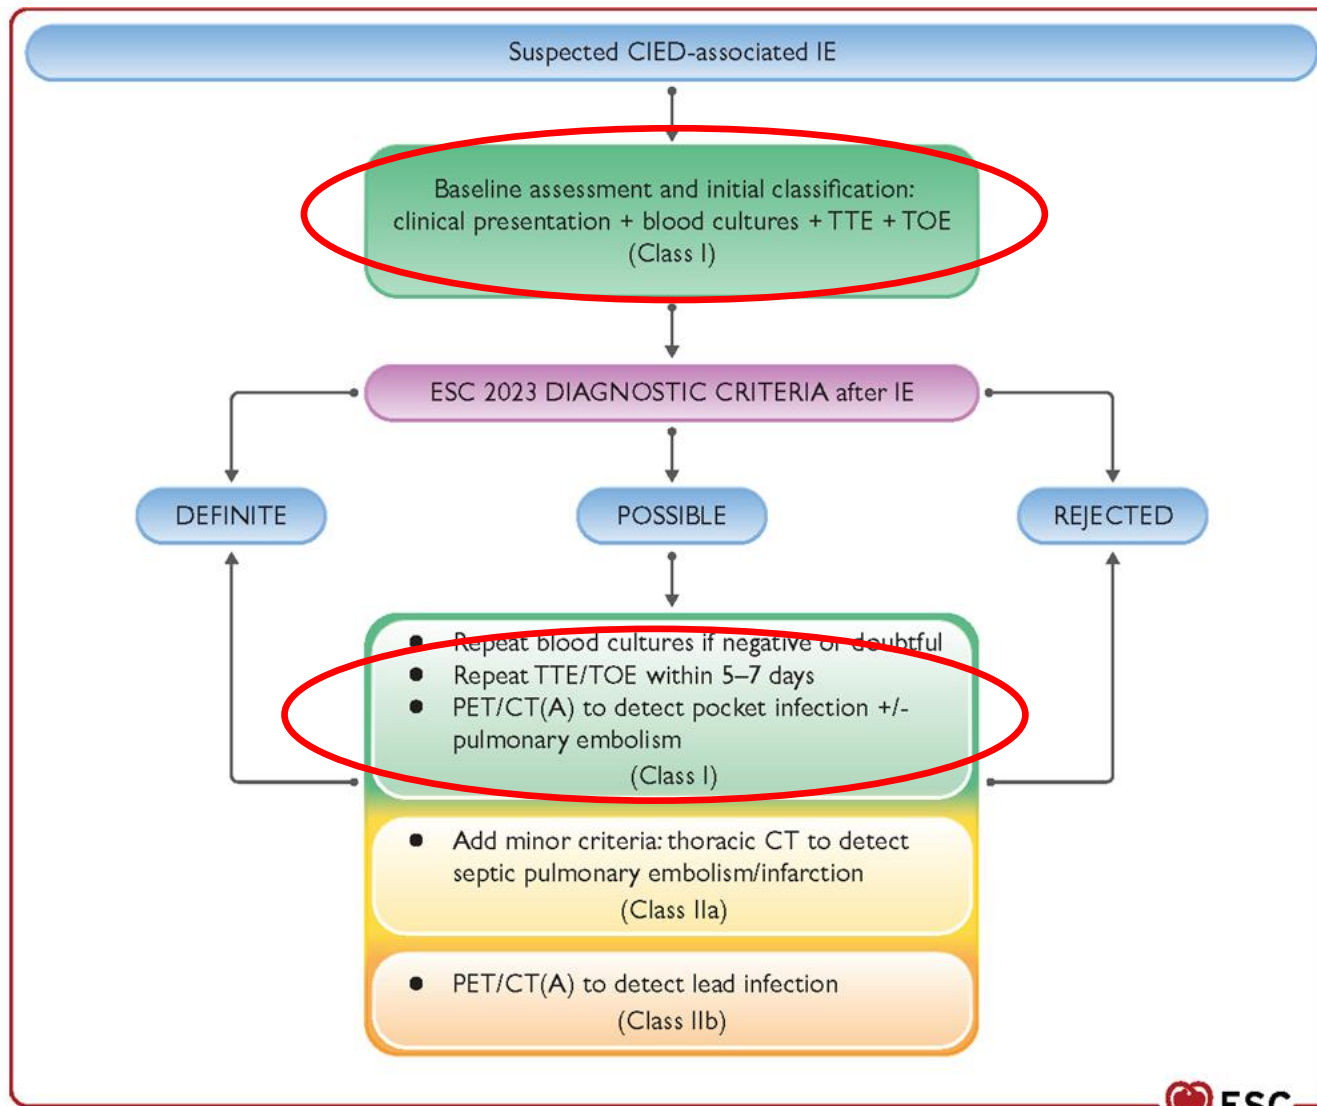 Suspected CIED-associated IE
Baseline assessment and initial classification:
clinical presentation + blood cultures + TTE + TOE
(Class I)
ESC 2023 DIAGNOSTIC CRITERIA after IE
DEFINITE
POSSIBLE
REJECTED
● Repeat blood cultures if negative or doubtful
● Repeat TTE/TOE within 5–7 days
● PET/CT(A) to detect pocket infection +/-
pulmonary embolism
(Class I)
● Add minor criteria: thoracic CT to detect
septic pulmonary embolism/infarction
(Class IIa)
● PET/CT(A) to detect lead infection
(Class IIb)
ESC